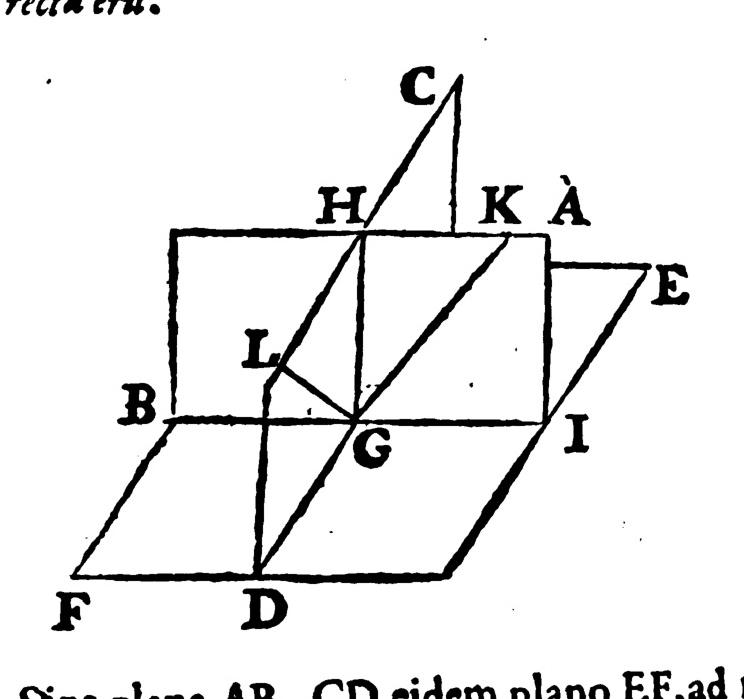 recta erit.
C
H K À
E
L
B
G I
F D
Sint plana AB, CD eidem plano EF, ad